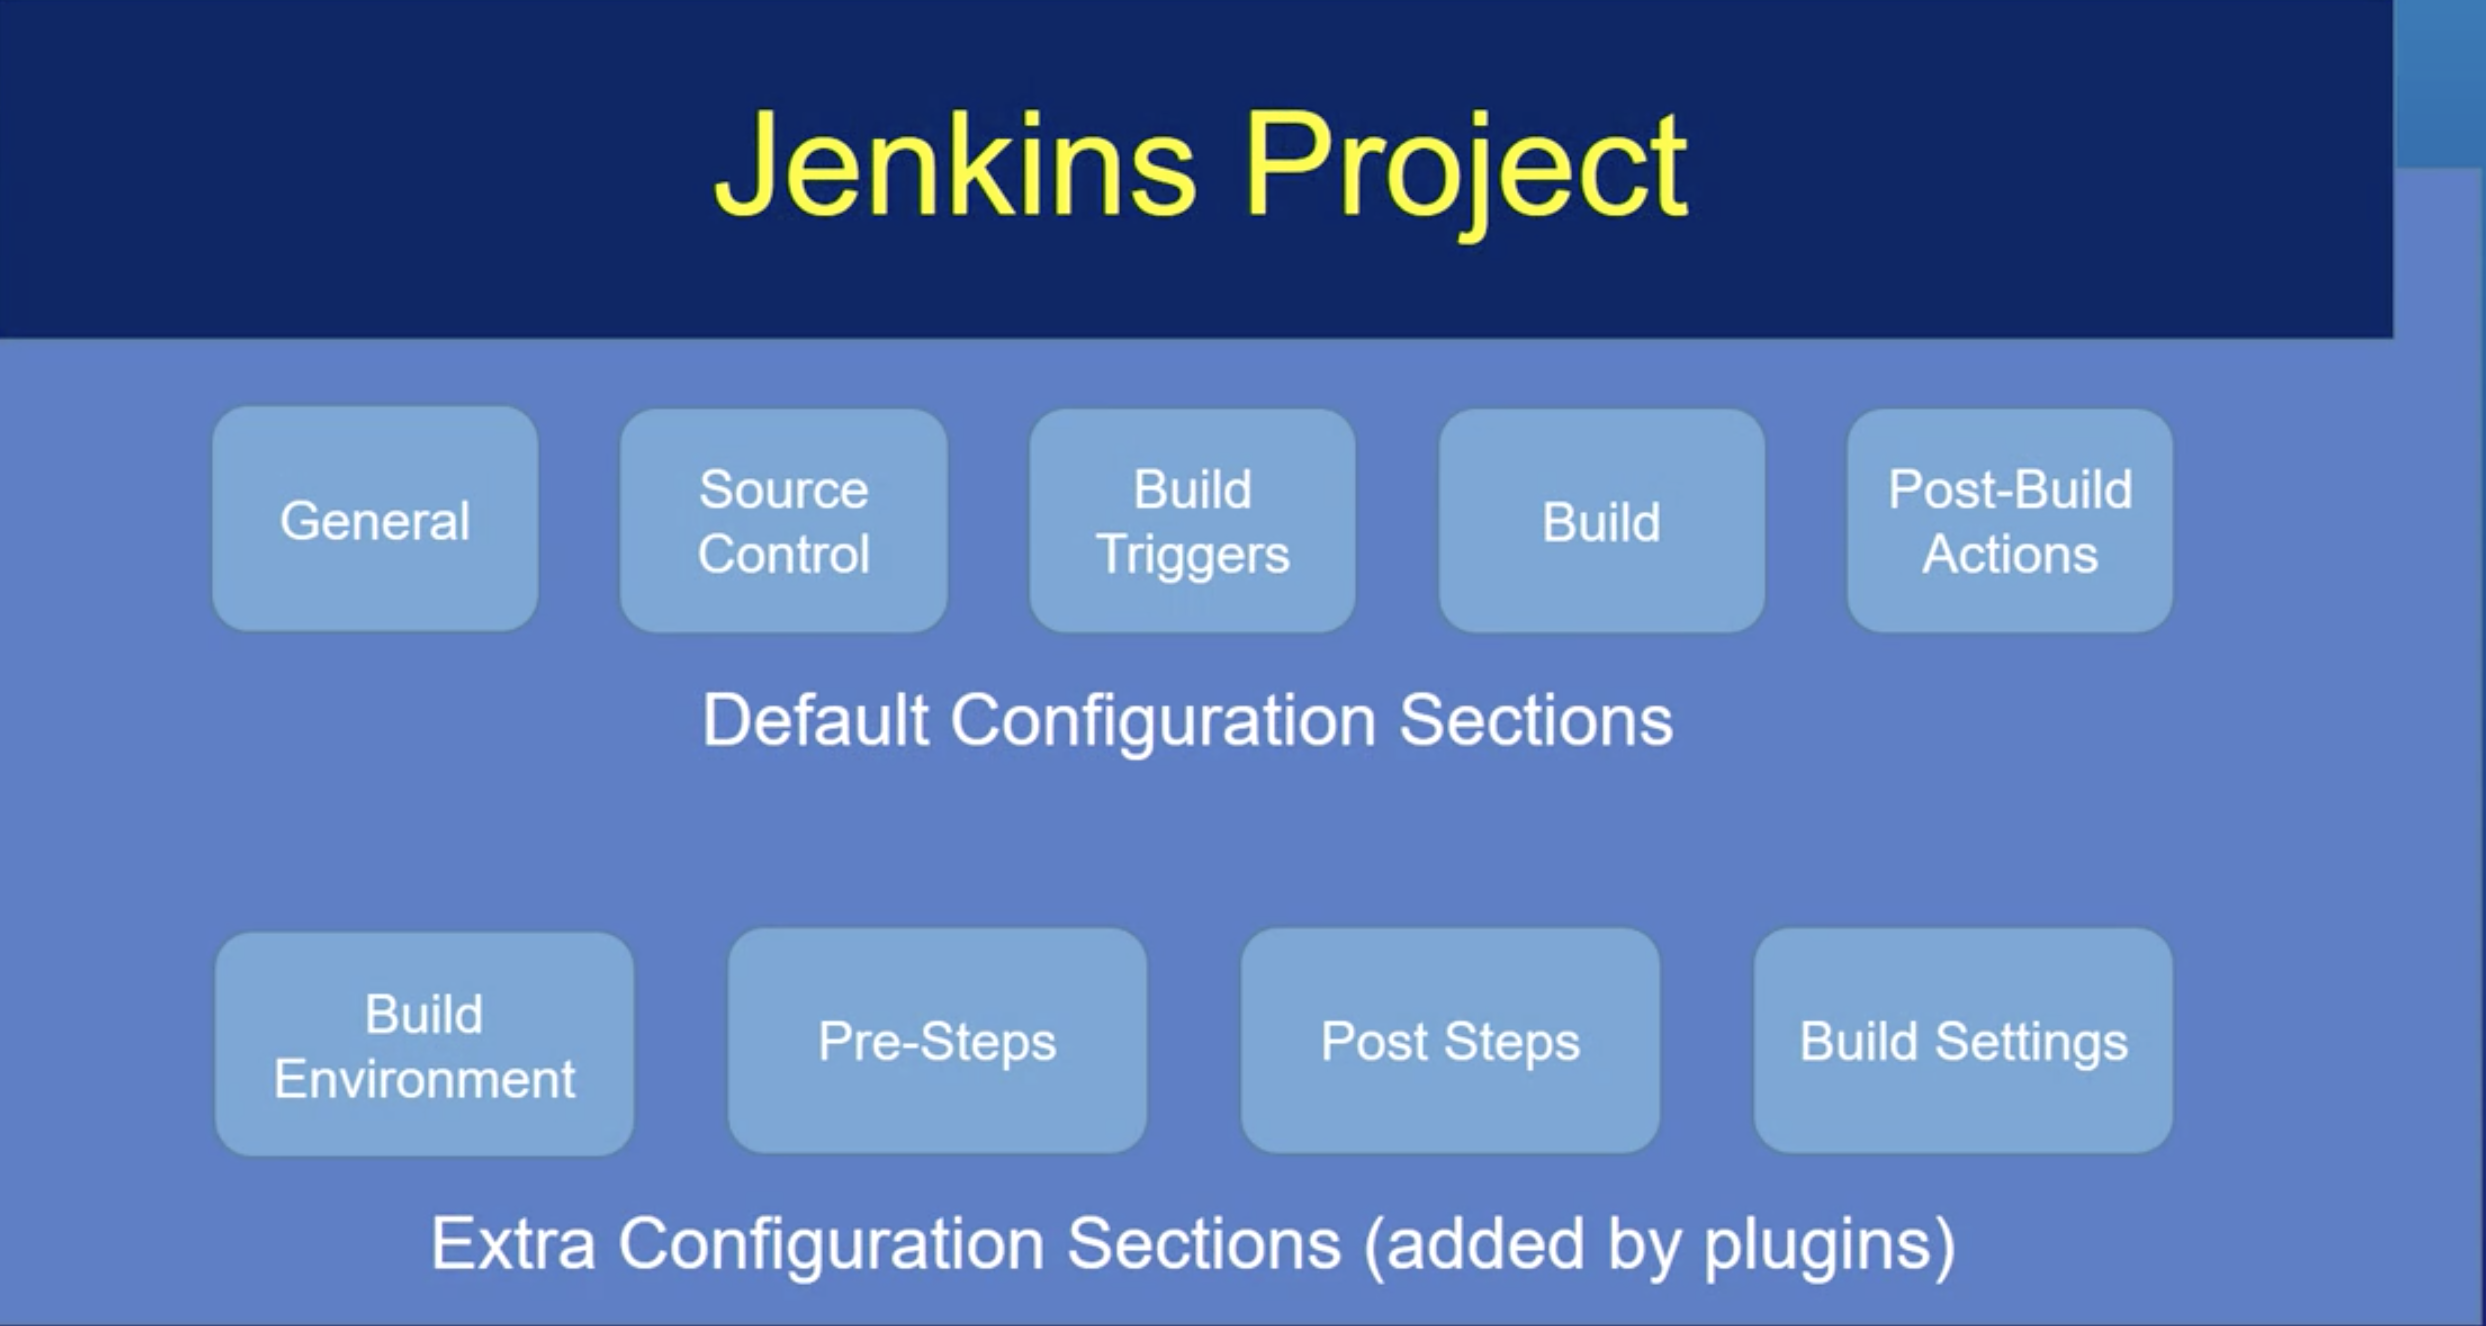 Jenkins Project
General
Source
Control
Build
Triggers
Build
Post-Build
Actions
Default Configuration Sections
Build
Environment
Pre-Steps
Post Steps
Build Settings
Extra Configuration Sections (added by plugins)